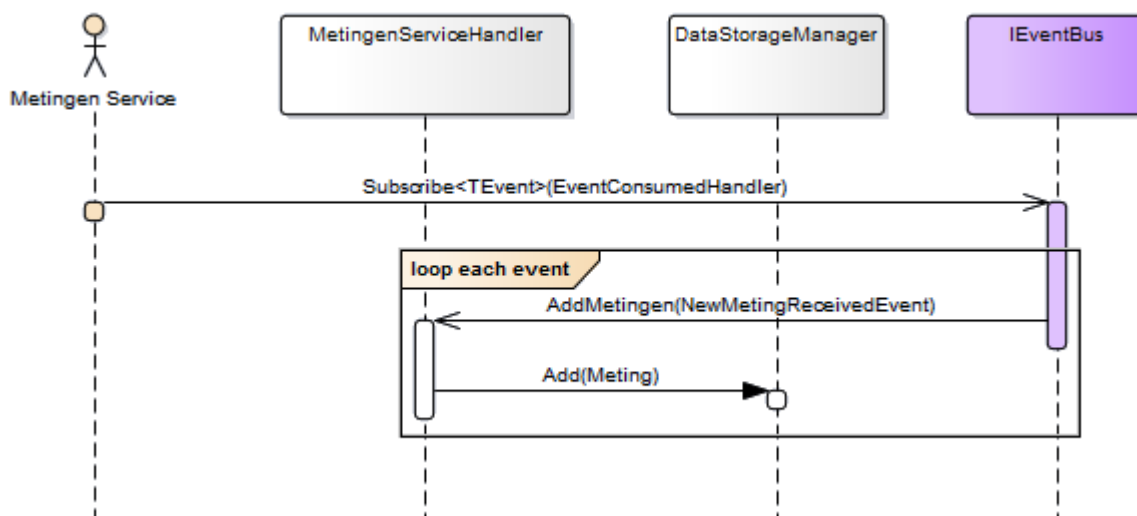 MetingenServiceHandler
DataStorageManager
IEventBus
Metingen Service
Subscribe<TEvent>(EventConsumedHandler)
loop each event
AddMetingen(NewMetingReceivedEvent)
Add(Meting)